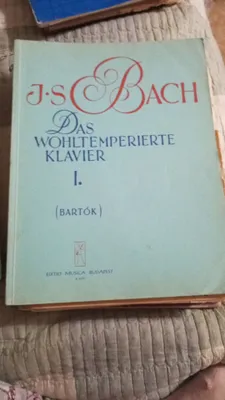 J·S BACH
DAS
WOHLTEMPERIERTE
KLAVIER
I.
(BARTÓK)
EDITIO MUSICA BUDAPEST